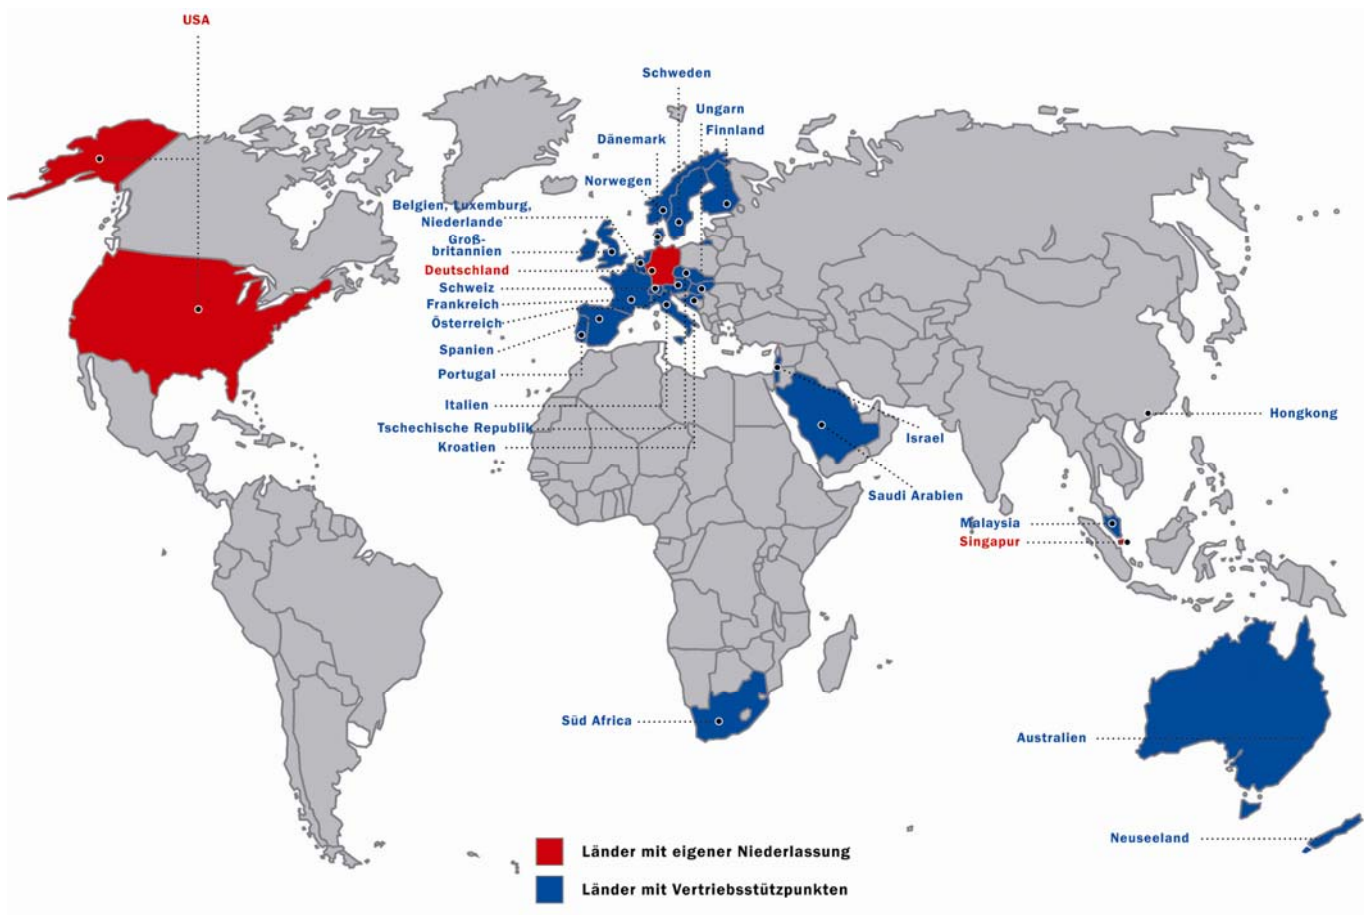 USA
Schweden
Ungarn
Finnland
Dänemark
Norwegen
Belgien, Luxemburg,
Niederlande
Groß-
britannien
Deutschland
Schweiz
Frankreich
Österreich
Spanien
Portugal
Italien
Tschechische Republik
Kroatien
Hongkong
Israel
Saudi Arabien
Malaysia
Singapur
Süd Africa
Australien
Neuseeland
Länder mit eigener Niederlassung
Länder mit Vertriebsstützpunkten